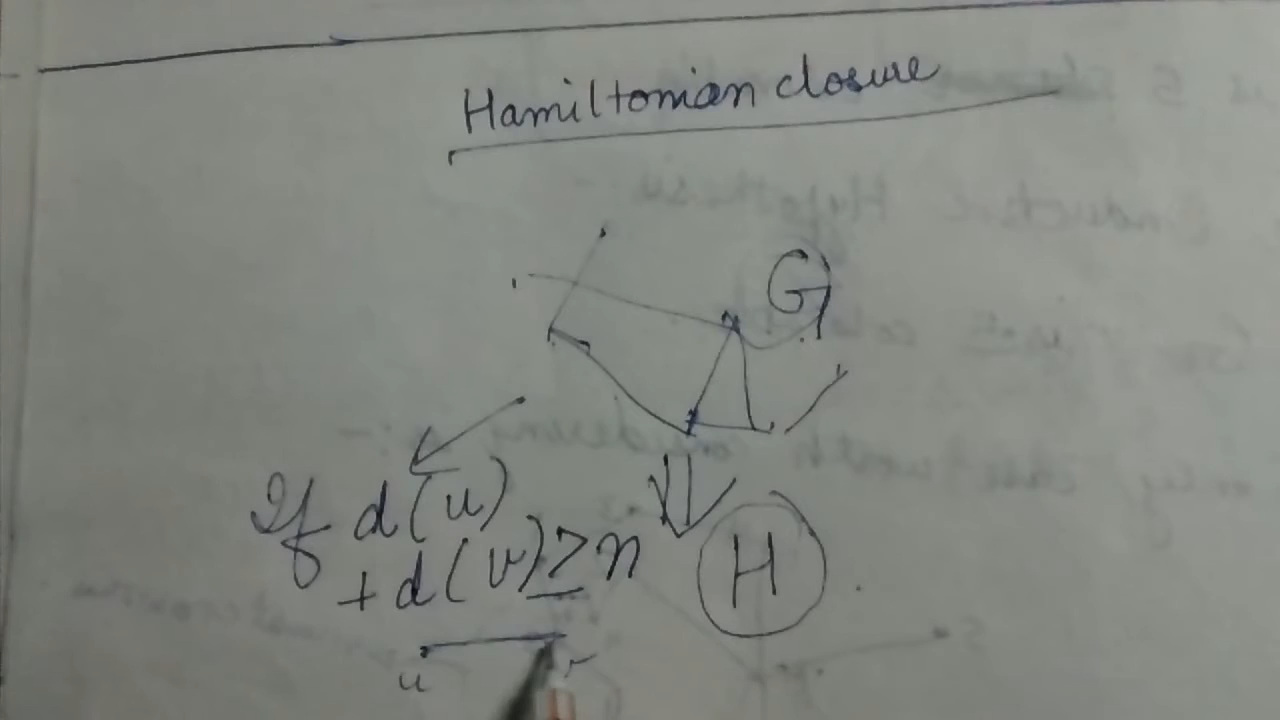 Hamiltonian closure
G
If d(u)
+ d(v) ≥ n
H
u v